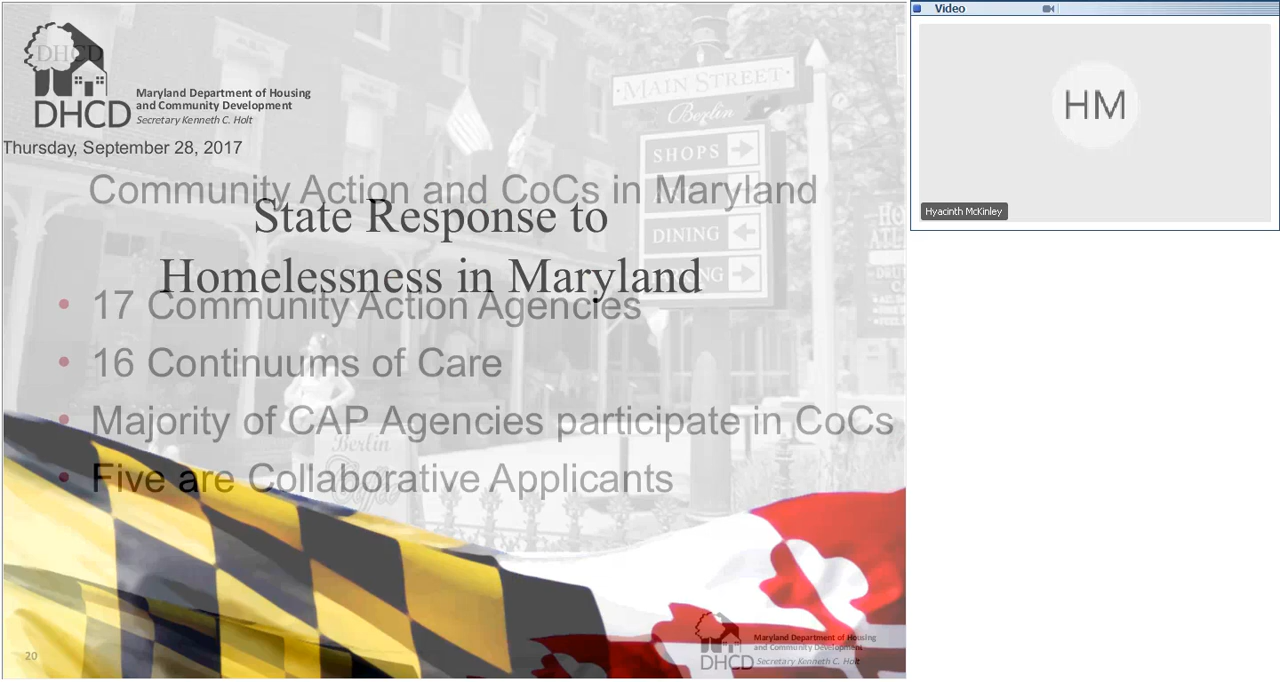 DHCD
DHCD
Maryland Department of Housing
and Community Development
Secretary Kenneth C. Holt
Thursday, September 28, 2017
MAIN STREET
Berlin
SHOPS
DINING
Community Action and CoCs in Maryland
State Response to
Homelessness in Maryland
• 17 Community Action Agencies
• 16 Continuums of Care
• Majority of CAP Agencies participate in CoCs
• Five are Collaborative Applicants
Berlin
20
DHCD
Maryland Department of Housing
and Community Development
Secretary Kenneth C. Holt
Video
HM
Hyacinth McKinley